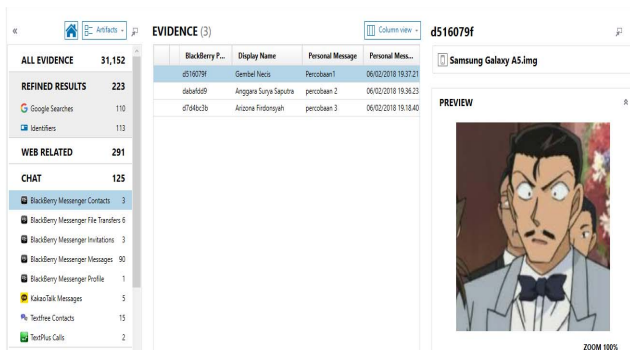 «
Artifacts
EVIDENCE (3)
Column view
d516079f
ALL EVIDENCE 31,152
REFINED RESULTS 223
Google Searches 110
Identifiers 113
WEB RELATED 291
CHAT 125
BlackBerry Messenger Contacts 3
BlackBerry Messenger File Transfers 6
BlackBerry Messenger Invitations 3
BlackBerry Messenger Messages 90
BlackBerry Messenger Profile 1
KakaoTalk Messages 5
Textfree Contacts 15
TextPlus Calls 2
BlackBerry P... Display Name Personal Message Personal Mess...
d516079f Gembel Necis Percobaan1 06/02/2018 19.37.21
dabafdd9 Anggara Surya Saputra percobaan 2 06/02/2018 19.36.23
d7d4bc3b Arizona Firdonsyah percobaan 3 06/02/2018 19.18.40
Samsung Galaxy A5.img
PREVIEW
ZOOM 100%